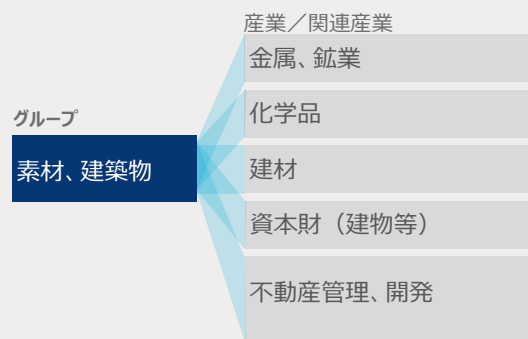 産業／関連産業
金属、鉱業
グループ
化学品
素材、建築物
建材
資本財（建物等）
不動産管理、開発